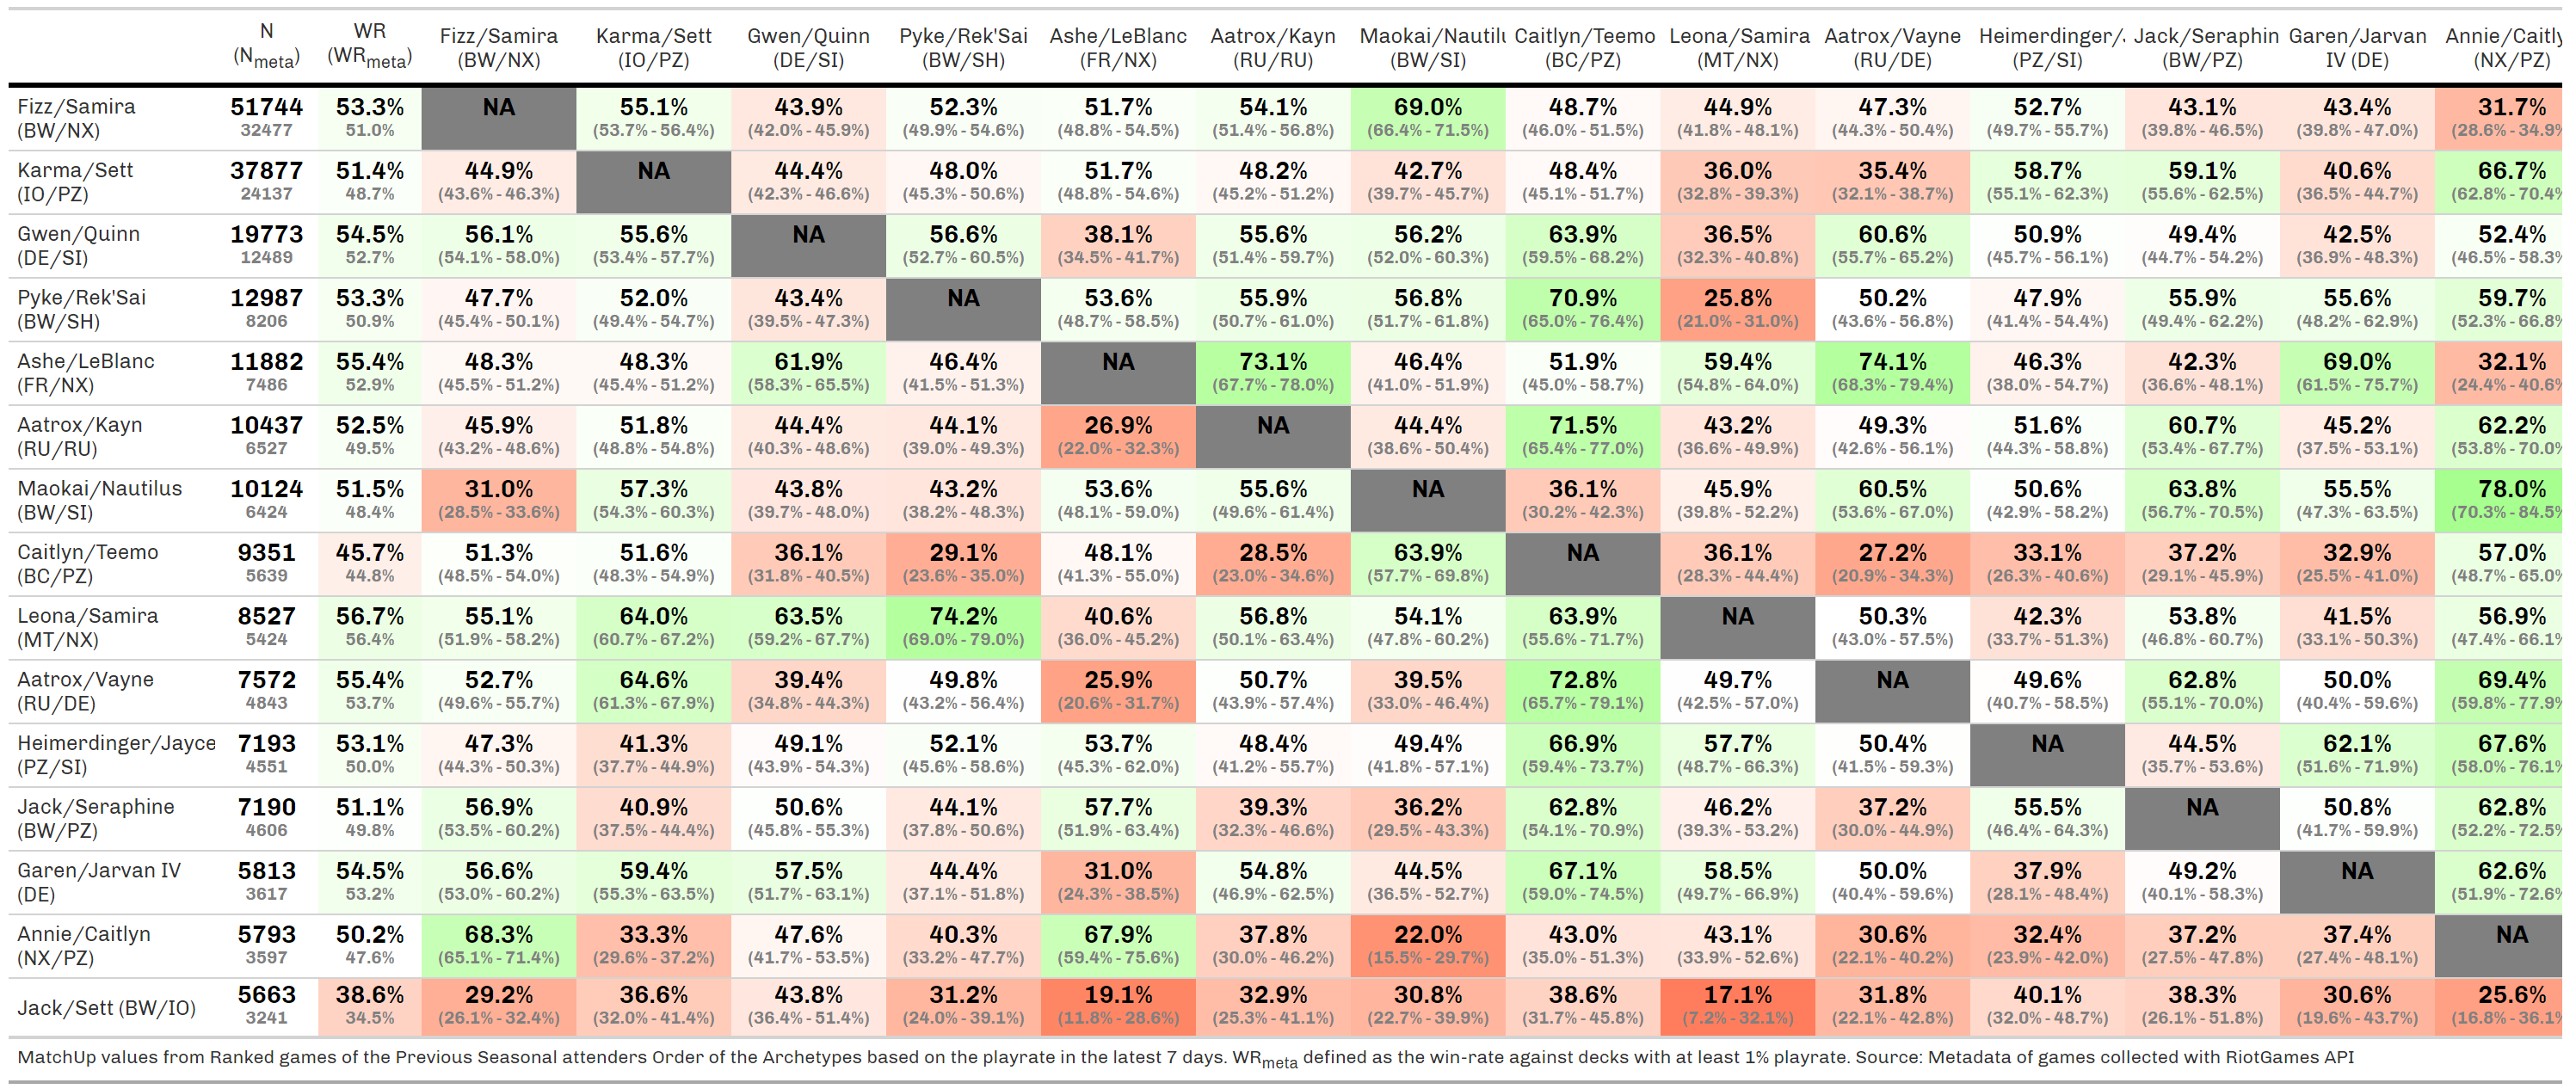 N WR Fizz/Samira Karma/Sett Gwen/Quinn Pyke/Rek'Sai Ashe/LeBlanc Aatrox/Kayn Maokai/Nautilu Caitlyn/Teemo Leona/Samira Aatrox/Vayne Heimerdinger/ Jack/Seraphin Garen/Jarvan Annie/Caitly
(Nmeta) (WRmeta) (BW/NX) (IO/PZ) (DE/SI) (BW/SH) (FR/NX) (RU/RU) (BW/SI) (BC/PZ) (MT/NX) (RU/DE) (PZ/SI) (BW/PZ) IV (DE) (NX/PZ)
Fizz/Samira 51744 53.3% NA 55.1% 43.9% 52.3% 51.7% 54.1% 69.0% 48.7% 44.9% 47.3% 52.7% 43.1% 43.4% 31.7%
(BW/NX) 32477 51.0% (53.7% - 56.4%) (42.0% - 45.9%) (49.9% - 54.6%) (48.8% - 54.5%) (51.4% - 56.8%) (66.4% - 71.5%) (46.0% - 51.5%) (41.8% - 48.1%) (44.3% - 50.4%) (49.7% - 55.7%) (39.8% - 46.5%) (39.8% - 47.0%) (28.6% - 34.9%
Karma/Sett 37877 51.4% 44.9% NA 44.4% 48.0% 51.7% 48.2% 42.7% 48.4% 36.0% 35.4% 58.7% 59.1% 40.6% 66.7%
(IO/PZ) 24137 48.7% (43.6% - 46.3%) (42.3% - 46.6%) (45.3% - 50.6%) (48.8% - 54.6%) (45.2% - 51.2%) (39.7% - 45.7%) (45.1% - 51.7%) (32.8% - 39.3%) (32.1% - 38.7%) (55.1% - 62.3%) (55.6% - 62.5%) (36.5% - 44.7%) (62.8% - 70.4%
Gwen/Quinn 19773 54.5% 56.1% 55.6% NA 56.6% 38.1% 55.6% 56.2% 63.9% 36.5% 60.6% 50.9% 49.4% 42.5% 52.4%
(DE/SI) 12489 52.7% (54.1% - 58.0%) (53.4% - 57.7%) (52.7% - 60.5%) (34.5% - 41.7%) (51.4% - 59.7%) (52.0% - 60.3%) (59.5% - 68.2%) (32.3% - 40.8%) (55.7% - 65.2%) (45.7% - 56.1%) (44.7% - 54.2%) (36.9% - 48.3%) (46.5% - 58.3%
Pyke/Rek'Sai 12987 53.3% 47.7% 52.0% 43.4% NA 53.6% 55.9% 56.8% 70.9% 25.8% 50.2% 47.9% 55.9% 55.6% 59.7%
(BW/SH) 8206 50.9% (45.4% - 50.1%) (49.4% - 54.7%) (39.5% - 47.3%) (48.7% - 58.5%) (50.7% - 61.0%) (51.7% - 61.8%) (65.0% - 76.4%) (21.0% - 31.0%) (43.6% - 56.8%) (41.4% - 54.4%) (49.4% - 62.2%) (48.2% - 62.9%) (52.3% - 66.8%
Ashe/LeBlanc 11882 55.4% 48.3% 48.3% 61.9% 46.4% NA 73.1% 46.4% 51.9% 59.4% 74.1% 46.3% 42.3% 69.0% 32.1%
(FR/NX) 7486 52.9% (45.5% - 51.2%) (45.4% - 51.2%) (58.3% - 65.5%) (41.5% - 51.3%) (67.7% - 78.0%) (41.0% - 51.9%) (45.0% - 58.7%) (54.8% - 64.0%) (68.3% - 79.4%) (38.0% - 54.7%) (36.6% - 48.1%) (61.5% - 75.7%) (24.4% - 40.6%
Aatrox/Kayn 10437 52.5% 45.9% 51.8% 44.4% 44.1% 26.9% NA 44.4% 71.5% 43.2% 49.3% 51.6% 60.7% 45.2% 62.2%
(RU/RU) 6527 49.5% (43.2% - 48.6%) (48.8% - 54.8%) (40.3% - 48.6%) (39.0% - 49.3%) (22.0% - 32.3%) (38.6% - 50.4%) (65.4% - 77.0%) (36.6% - 49.9%) (42.6% - 56.1%) (44.3% - 58.8%) (53.4% - 67.7%) (37.5% - 53.1%) (53.8% - 70.0%
Maokai/Nautilus 10124 51.5% 31.0% 57.3% 43.8% 43.2% 53.6% 55.6% NA 36.1% 45.9% 60.5% 50.6% 63.8% 55.5% 78.0%
(BW/SI) 6424 48.4% (28.5% - 33.6%) (54.3% - 60.3%) (39.7% - 48.0%) (38.2% - 48.3%) (48.1% - 59.0%) (49.6% - 61.4%) (30.2% - 42.3%) (39.8% - 52.2%) (53.6% - 67.0%) (42.9% - 58.2%) (56.7% - 70.5%) (47.3% - 63.5%) (70.3% - 84.5%
Caitlyn/Teemo 9351 45.7% 51.3% 51.6% 36.1% 29.1% 48.1% 28.5% 63.9% NA 36.1% 27.2% 33.1% 37.2% 32.9% 57.0%
(BC/PZ) 5639 44.8% (48.5% - 54.0%) (48.3% - 54.9%) (31.8% - 40.5%) (23.6% - 35.0%) (41.3% - 55.0%) (23.0% - 34.6%) (57.7% - 69.8%) (28.3% - 44.4%) (20.9% - 34.3%) (26.3% - 40.6%) (29.1% - 45.9%) (25.5% - 41.0%) (48.7% - 65.0%
Leona/Samira 8527 56.7% 55.1% 64.0% 63.5% 74.2% 40.6% 56.8% 54.1% 63.9% NA 50.3% 42.3% 53.8% 41.5% 56.9%
(MT/NX) 5424 56.4% (51.9% - 58.2%) (60.7% - 67.2%) (59.2% - 67.7%) (69.0% - 79.0%) (36.0% - 45.2%) (50.1% - 63.4%) (47.8% - 60.2%) (55.6% - 71.7%) (43.0% - 57.5%) (33.7% - 51.3%) (46.8% - 60.7%) (33.1% - 50.3%) (47.4% - 66.1%
Aatrox/Vayne 7572 55.4% 52.7% 64.6% 39.4% 49.8% 25.9% 50.7% 39.5% 72.8% 49.7% NA 49.6% 62.8% 50.0% 69.4%
(RU/DE) 4843 53.7% (49.6% - 55.7%) (61.3% - 67.9%) (34.8% - 44.3%) (43.2% - 56.4%) (20.6% - 31.7%) (43.9% - 57.4%) (33.0% - 46.4%) (65.7% - 79.1%) (42.5% - 57.0%) (40.7% - 58.5%) (55.1% - 70.0%) (40.4% - 59.6%) (59.8% - 77.9%
Heimerdinger/Jayce 7193 53.1% 47.3% 41.3% 49.1% 52.1% 53.7% 48.4% 49.4% 66.9% 57.7% 50.4% NA 44.5% 62.1% 67.6%
(PZ/SI) 4551 50.0% (44.3% - 50.3%) (37.7% - 44.9%) (43.9% - 54.3%) (45.6% - 58.6%) (45.3% - 62.0%) (41.2% - 55.7%) (41.8% - 57.1%) (59.4% - 73.7%) (48.7% - 66.3%) (41.5% - 59.3%) (35.7% - 53.6%) (51.6% - 71.9%) (58.0% - 76.1%
Jack/Seraphine 7190 51.1% 56.9% 40.9% 50.6% 44.1% 57.7% 39.3% 36.2% 62.8% 46.2% 37.2% 55.5% NA 50.8% 62.8%
(BW/PZ) 4606 49.8% (53.5% - 60.2%) (37.5% - 44.4%) (45.8% - 55.3%) (37.8% - 50.6%) (51.9% - 63.4%) (32.3% - 46.6%) (29.5% - 43.3%) (54.1% - 70.9%) (39.3% - 53.2%) (30.0% - 44.9%) (46.4% - 64.3%) (41.7% - 59.9%) (52.2% - 72.5%
Garen/Jarvan IV 5813 54.5% 56.6% 59.4% 57.5% 44.4% 31.0% 54.8% 44.5% 67.1% 58.5% 50.0% 37.9% 49.2% NA 62.6%
(DE) 3617 53.2% (53.0% - 60.2%) (55.3% - 63.5%) (51.7% - 63.1%) (37.1% - 51.8%) (24.3% - 38.5%) (46.9% - 62.5%) (36.5% - 52.7%) (59.0% - 74.5%) (49.7% - 66.9%) (40.4% - 59.6%) (28.1% - 48.4%) (40.1% - 58.3%) (51.9% - 72.6%
Annie/Caitlyn 5793 50.2% 68.3% 33.3% 47.6% 40.3% 67.9% 37.8% 22.0% 43.0% 43.1% 30.6% 32.4% 37.2% 37.4% NA
(NX/PZ) 3597 47.6% (65.1% - 71.4%) (29.6% - 37.2%) (41.7% - 53.5%) (33.2% - 47.7%) (59.4% - 75.6%) (30.0% - 46.2%) (15.5% - 29.7%) (35.0% - 51.3%) (33.9% - 52.6%) (22.1% - 40.2%) (23.9% - 42.0%) (27.5% - 47.8%) (27.4% - 48.1%)
Jack/Sett (BW/IO) 5663 38.6% 29.2% 36.6% 43.8% 31.2% 19.1% 32.9% 30.8% 38.6% 17.1% 31.8% 40.1% 38.3% 30.6% 25.6%
3241 34.5% (26.1% - 32.4%) (32.0% - 41.4%) (36.4% - 51.4%) (24.0% - 39.1%) (11.8% - 28.6%) (25.3% - 41.1%) (22.7% - 39.9%) (31.7% - 45.8%) (7.2% - 32.1%) (22.1% - 42.8%) (32.0% - 48.7%) (26.1% - 51.8%) (19.6% - 43.7%) (16.8% - 36.1%
MatchUp values from Ranked games of the Previous Seasonal attenders Order of the Archetypes based on the playrate in the latest 7 days. WRmeta defined as the win-rate against decks with at least 1% playrate. Source: Metadata of games collected with RiotGames API